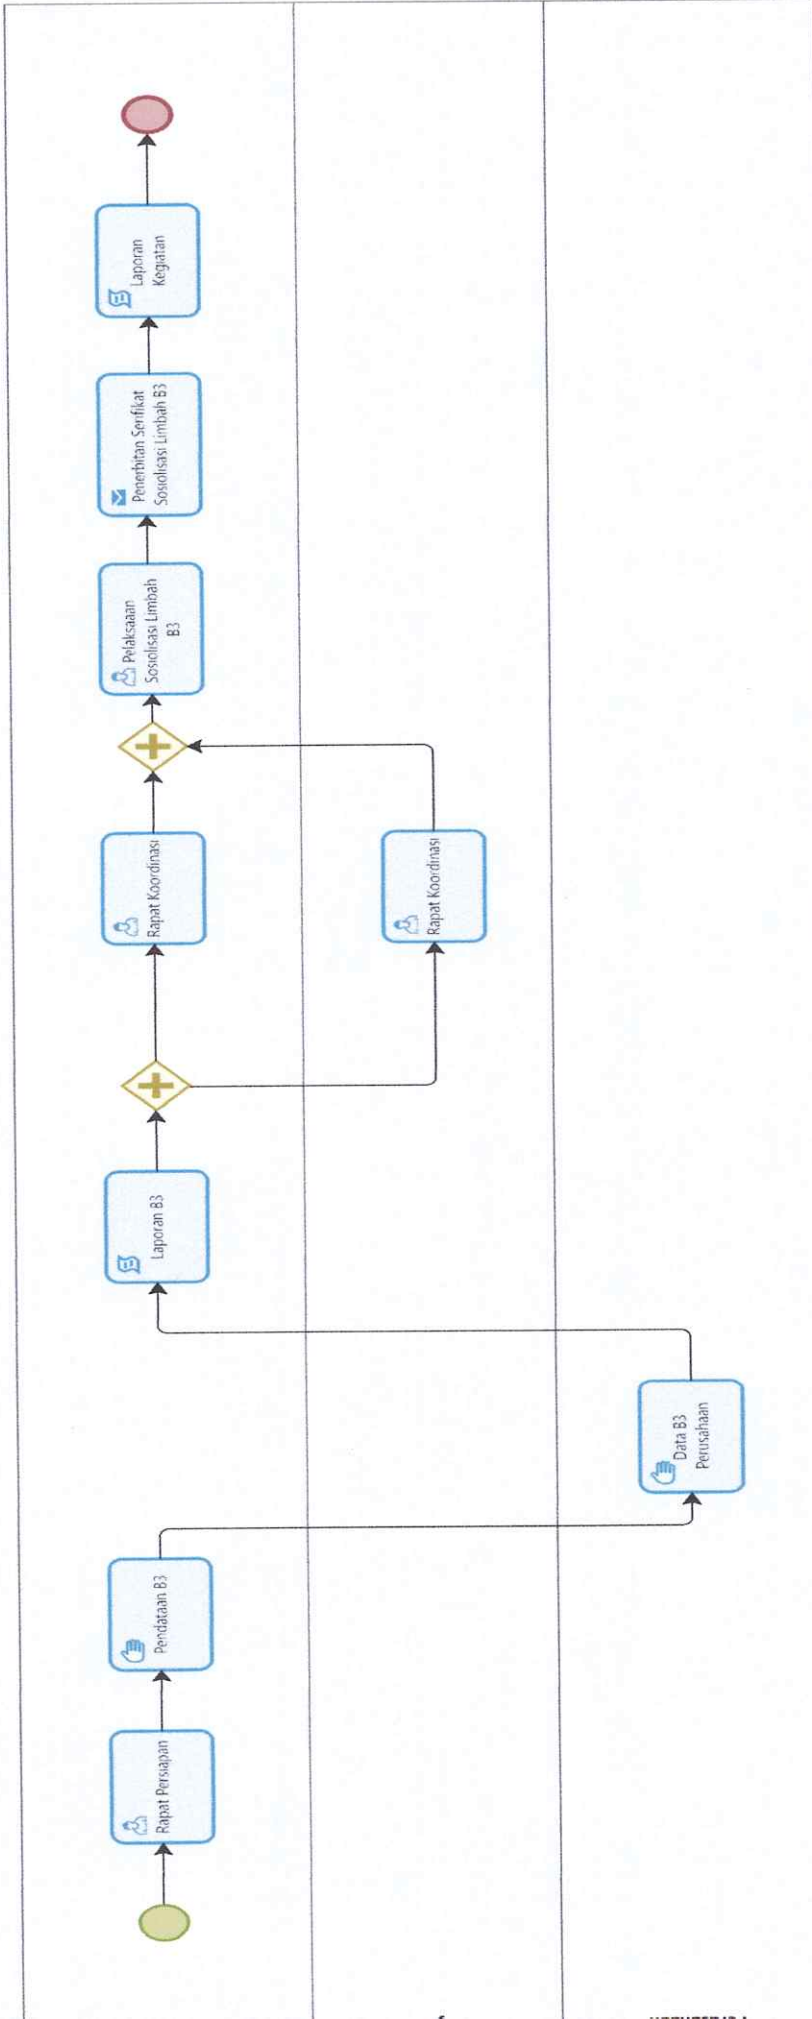 Rapat Persiapan
Pendataan B3
Data B3
Perusahaan
Laporan B3
Rapat Koordinasi
Rapat Koordinasi
Pelaksaaan
Sosiolisasi Limbah
B3
Penerbitan Serifikat
Sosiolisasi Limbah B3
Laporan
Kegiatan